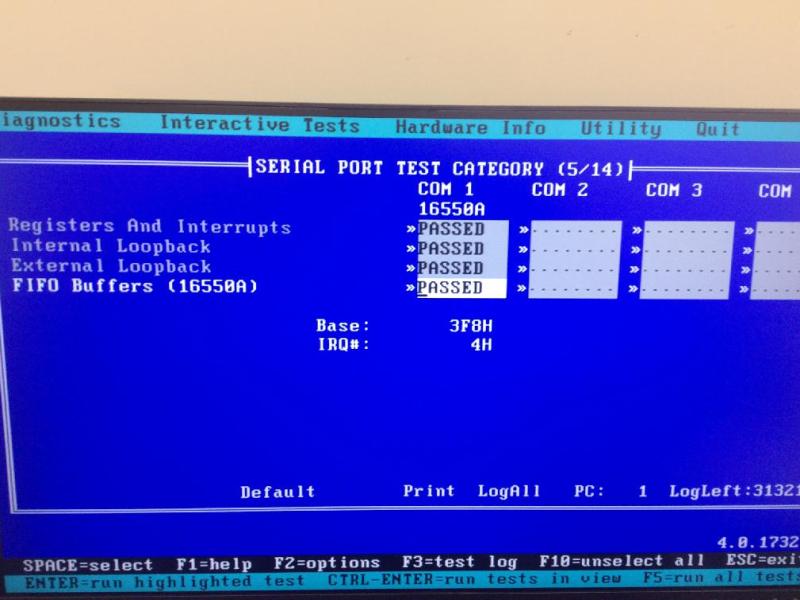 iagnostics Interactive Tests Hardware Info Utility Quit
SERIAL PORT TEST CATEGORY (5/14)
COM 1 COM 2 COM 3 COM
16550A
Registers And Interrupts »PASSED »........ »........ »....
Internal Loopback »PASSED »........ »........ »....
External Loopback »PASSED »........ »........ »....
FIFO Buffers (16550A) »PASSED »........ »........ »....
Base: 3F8H
IRQ#: 4H
Default Print LogAll PC: 1 LogLeft:31321
4.0.1732
SPACE=select F1=help F2=options F3=test log F10=unselect all ESC=exi
ENTER=run highlighted test CTRL-ENTER=run tests in view F5=run all tests